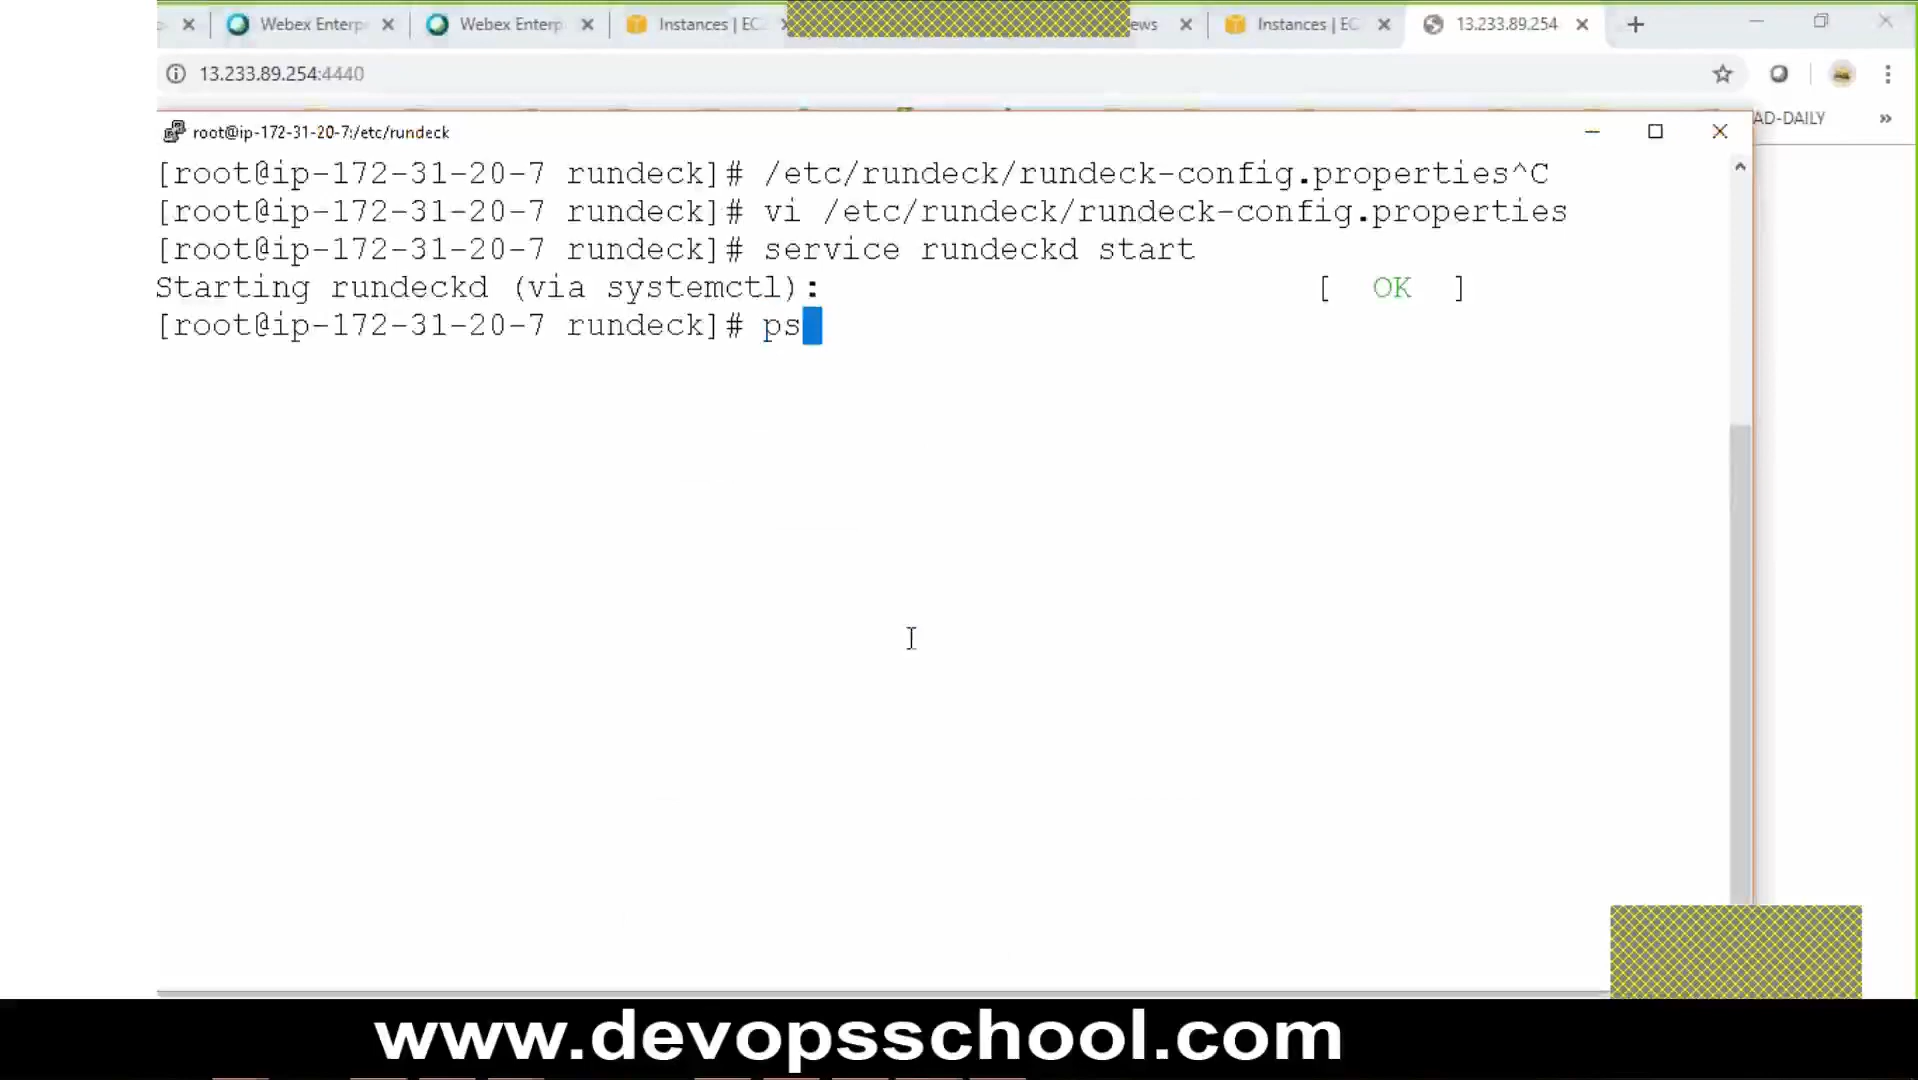 Webex Enterp Webex Enterp Instances | EC ews Instances | EC 13.233.89.254
13.233.89.254:4440
AD-DAILY »
root@ip-172-31-20-7:/etc/rundeck
[root@ip-172-31-20-7 rundeck]# /etc/rundeck/rundeck-config.properties^C
[root@ip-172-31-20-7 rundeck]# vi /etc/rundeck/rundeck-config.properties
[root@ip-172-31-20-7 rundeck]# service rundeckd start
Starting rundeckd (via systemctl): [ OK ]
[root@ip-172-31-20-7 rundeck]# ps
www.devopsschool.com